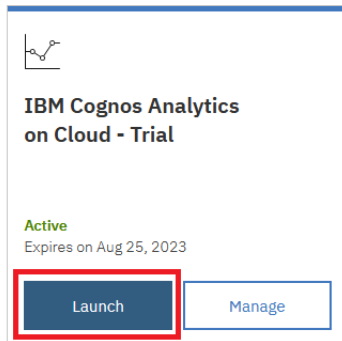 IBM Cognos Analytics
on Cloud - Trial
Active
Expires on Aug 25, 2023
Launch
Manage